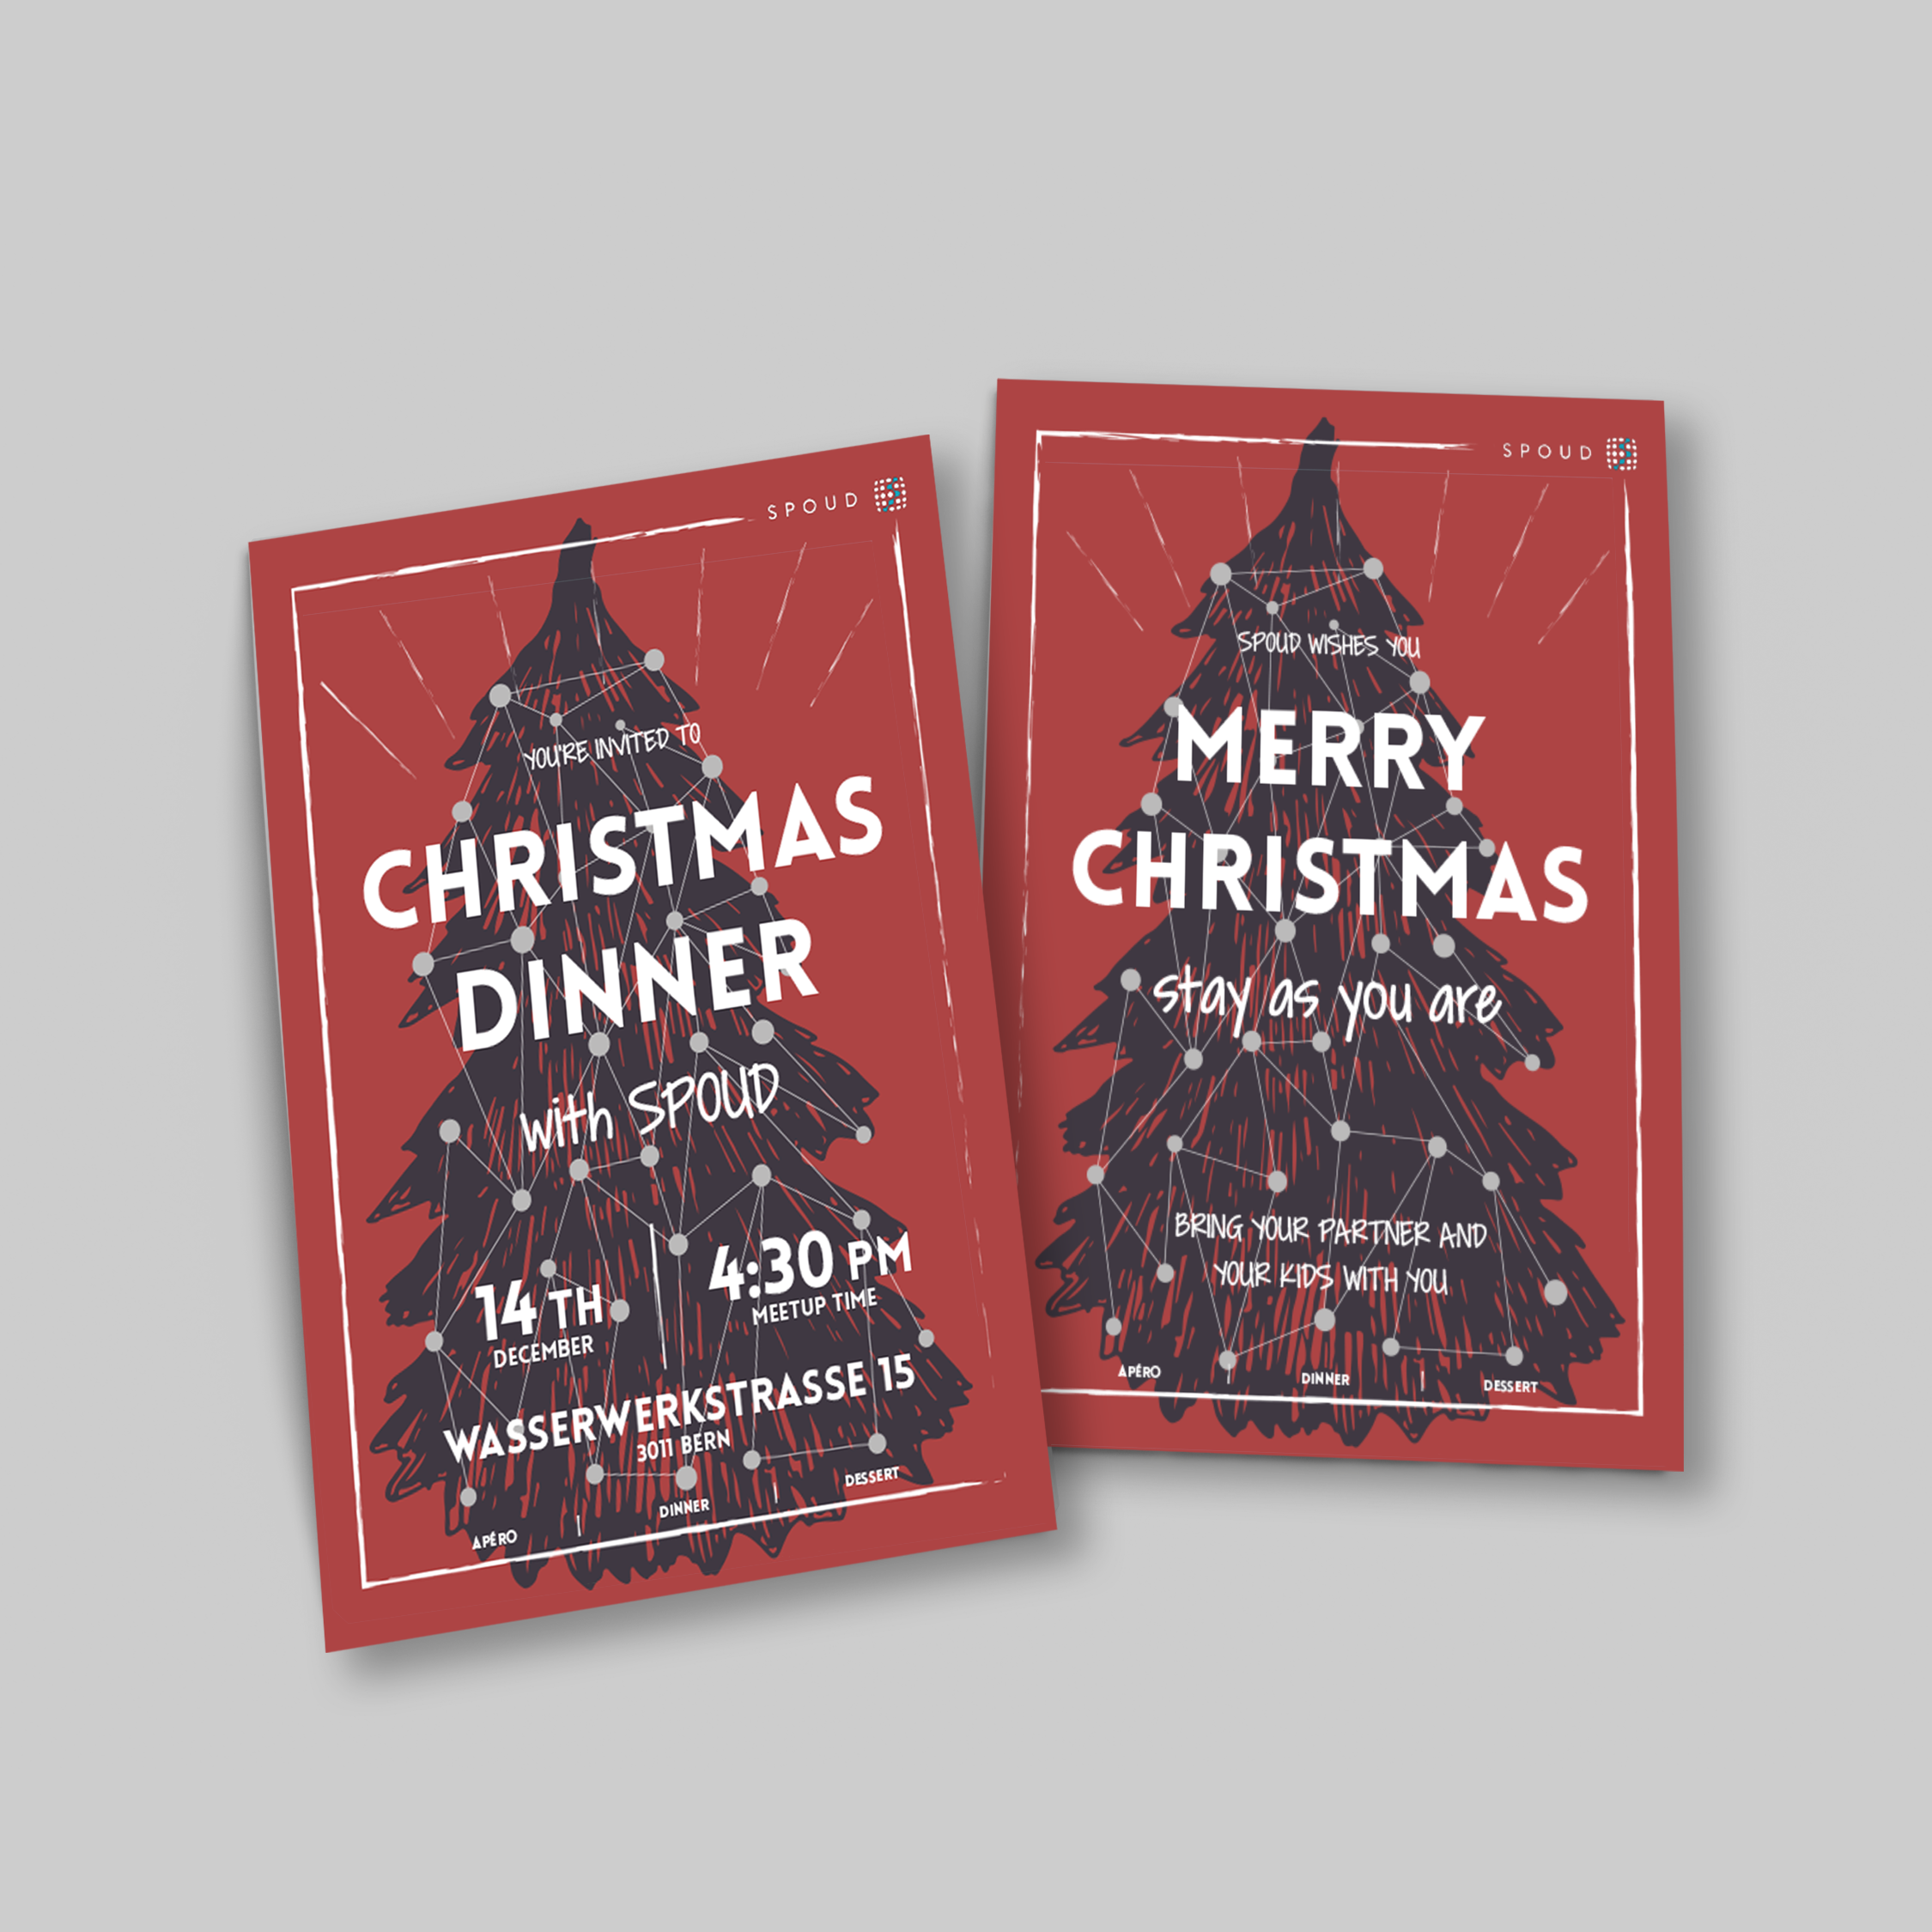 SPOUD
YOU'RE INVITED TO
CHRISTMAS
DINNER
with SPOUD
14 TH
DECEMBER
4:30 PM
MEETUP TIME
WASSERWERKSTRASSE 15
3011 BERN
APÉRO | DINNER | DESSERT
SPOUD
SPOUD WISHES YOU
MERRY
CHRISTMAS
stay as you are
BRING YOUR PARTNER AND
YOUR KIDS WITH YOU
APÉRO | DINNER | DESSERT